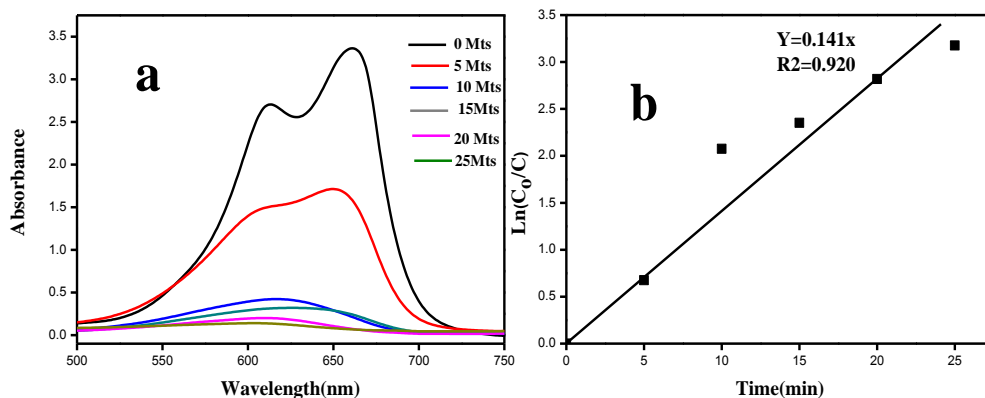 a
0 Mts
5 Mts
10 Mts
15Mts
20 Mts
25Mts
Absorbance
3.5
3.0
2.5
2.0
1.5
1.0
0.5
0.0
500
550
600
650
700
750
Wavelength(nm)
b
Y=0.141x
R2=0.920
Ln(C₀/C)
3.5
3.0
2.5
2.0
1.5
1.0
0.5
0.0
0
5
10
15
20
25
Time(min)